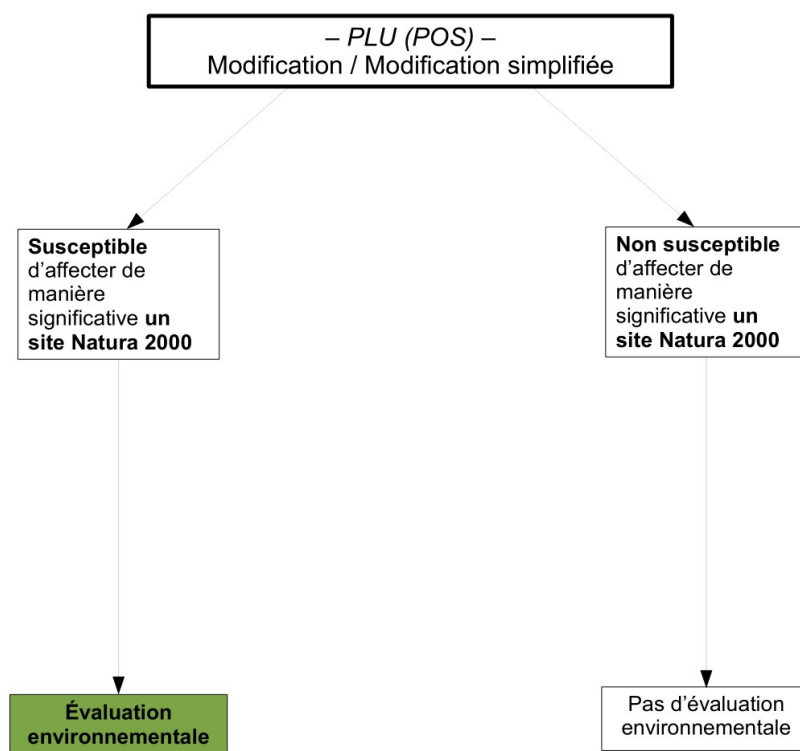 – PLU (POS) –
Modification / Modification simplifiée
Susceptible
d’affecter de
manière
significative un
site Natura 2000
Non susceptible
d’affecter de
manière
significative un
site Natura 2000
Évaluation
environnementale
Pas d’évaluation
environnementale